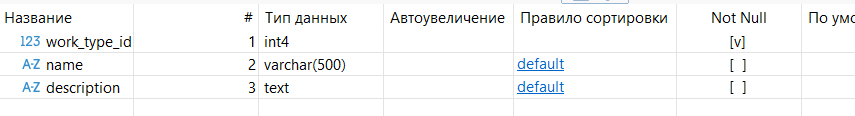 Название # Тип данных Автоувеличение Правило сортировки Not Null По умо
123 work_type_id 1 int4 [v]
A-Z name 2 varchar(500) default [ ]
A-Z description 3 text default [ ]